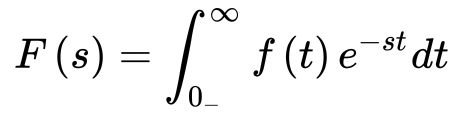 F (s) = ∫_{0_-}^{∞} f (t) e^{-st} dt